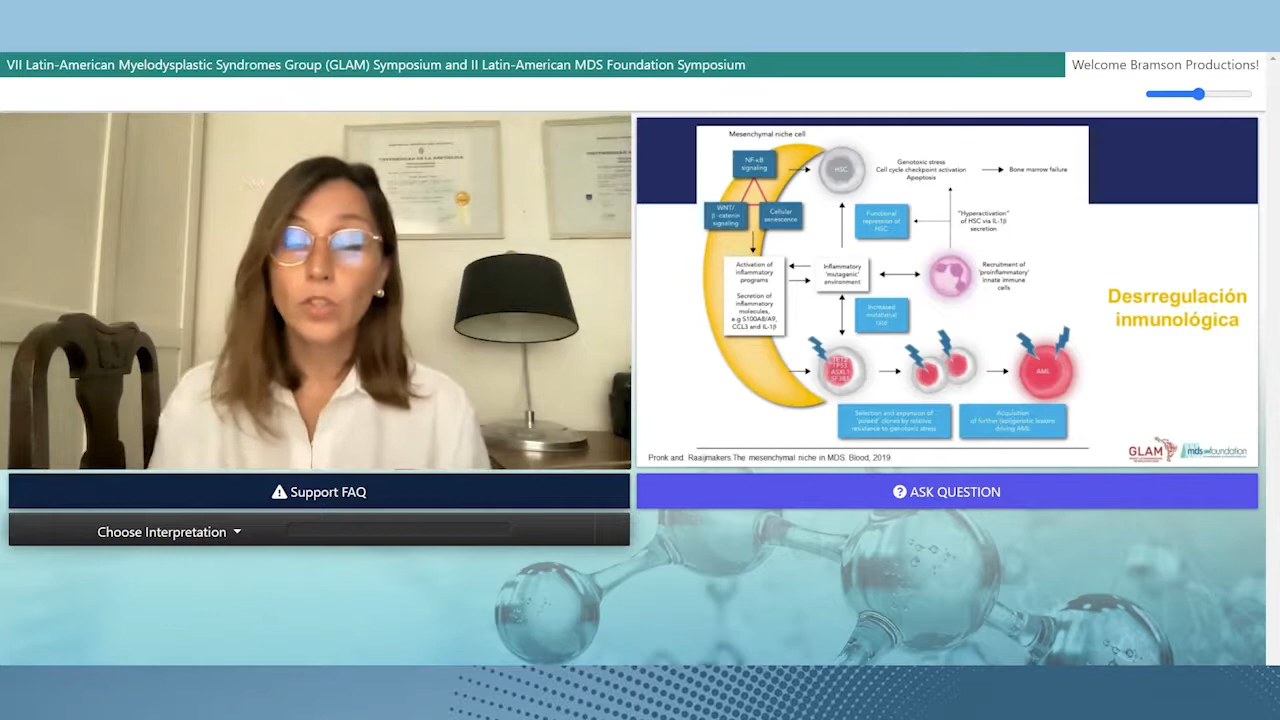 VII Latin-American Myelodysplastic Syndromes Group (GLAM) Symposium and II Latin-American MDS Foundation Symposium
Welcome Bramson Productions!
Mesenchymal niche cell
NF-κB
signaling
WNT/
β-catenin
signaling
Cellular
senescence
HSC
Genotoxic stress
Cell cycle checkpoint activation
Apoptosis
Bone marrow failure
Functional
repression of
HSC
"Hyperactivation"
of HSC via IL-1β
secretion
Activation of
inflammatory
programs
Secretion of
inflammatory
molecules,
e.g S100A8/A9,
CCL3 and IL-1β
Inflammatory
'mutagenic'
environment
Recruitment of
'proinflammatory'
innate immune
cells
Increased
mutational
rate
TET2
TP53
ASXL1
SF3B1
AML
Selection and expansion of
'poised' clones by relative
resistance to genotoxic stress
Acquisition
of further (epi)genetic lesions
driving AML
Desrregulación
inmunológica
Pronk and. Raaijmakers.The mesenchymal niche in MDS. Blood, 2019.
GLAM
mds foundation
Support FAQ
ASK QUESTION
Choose Interpretation